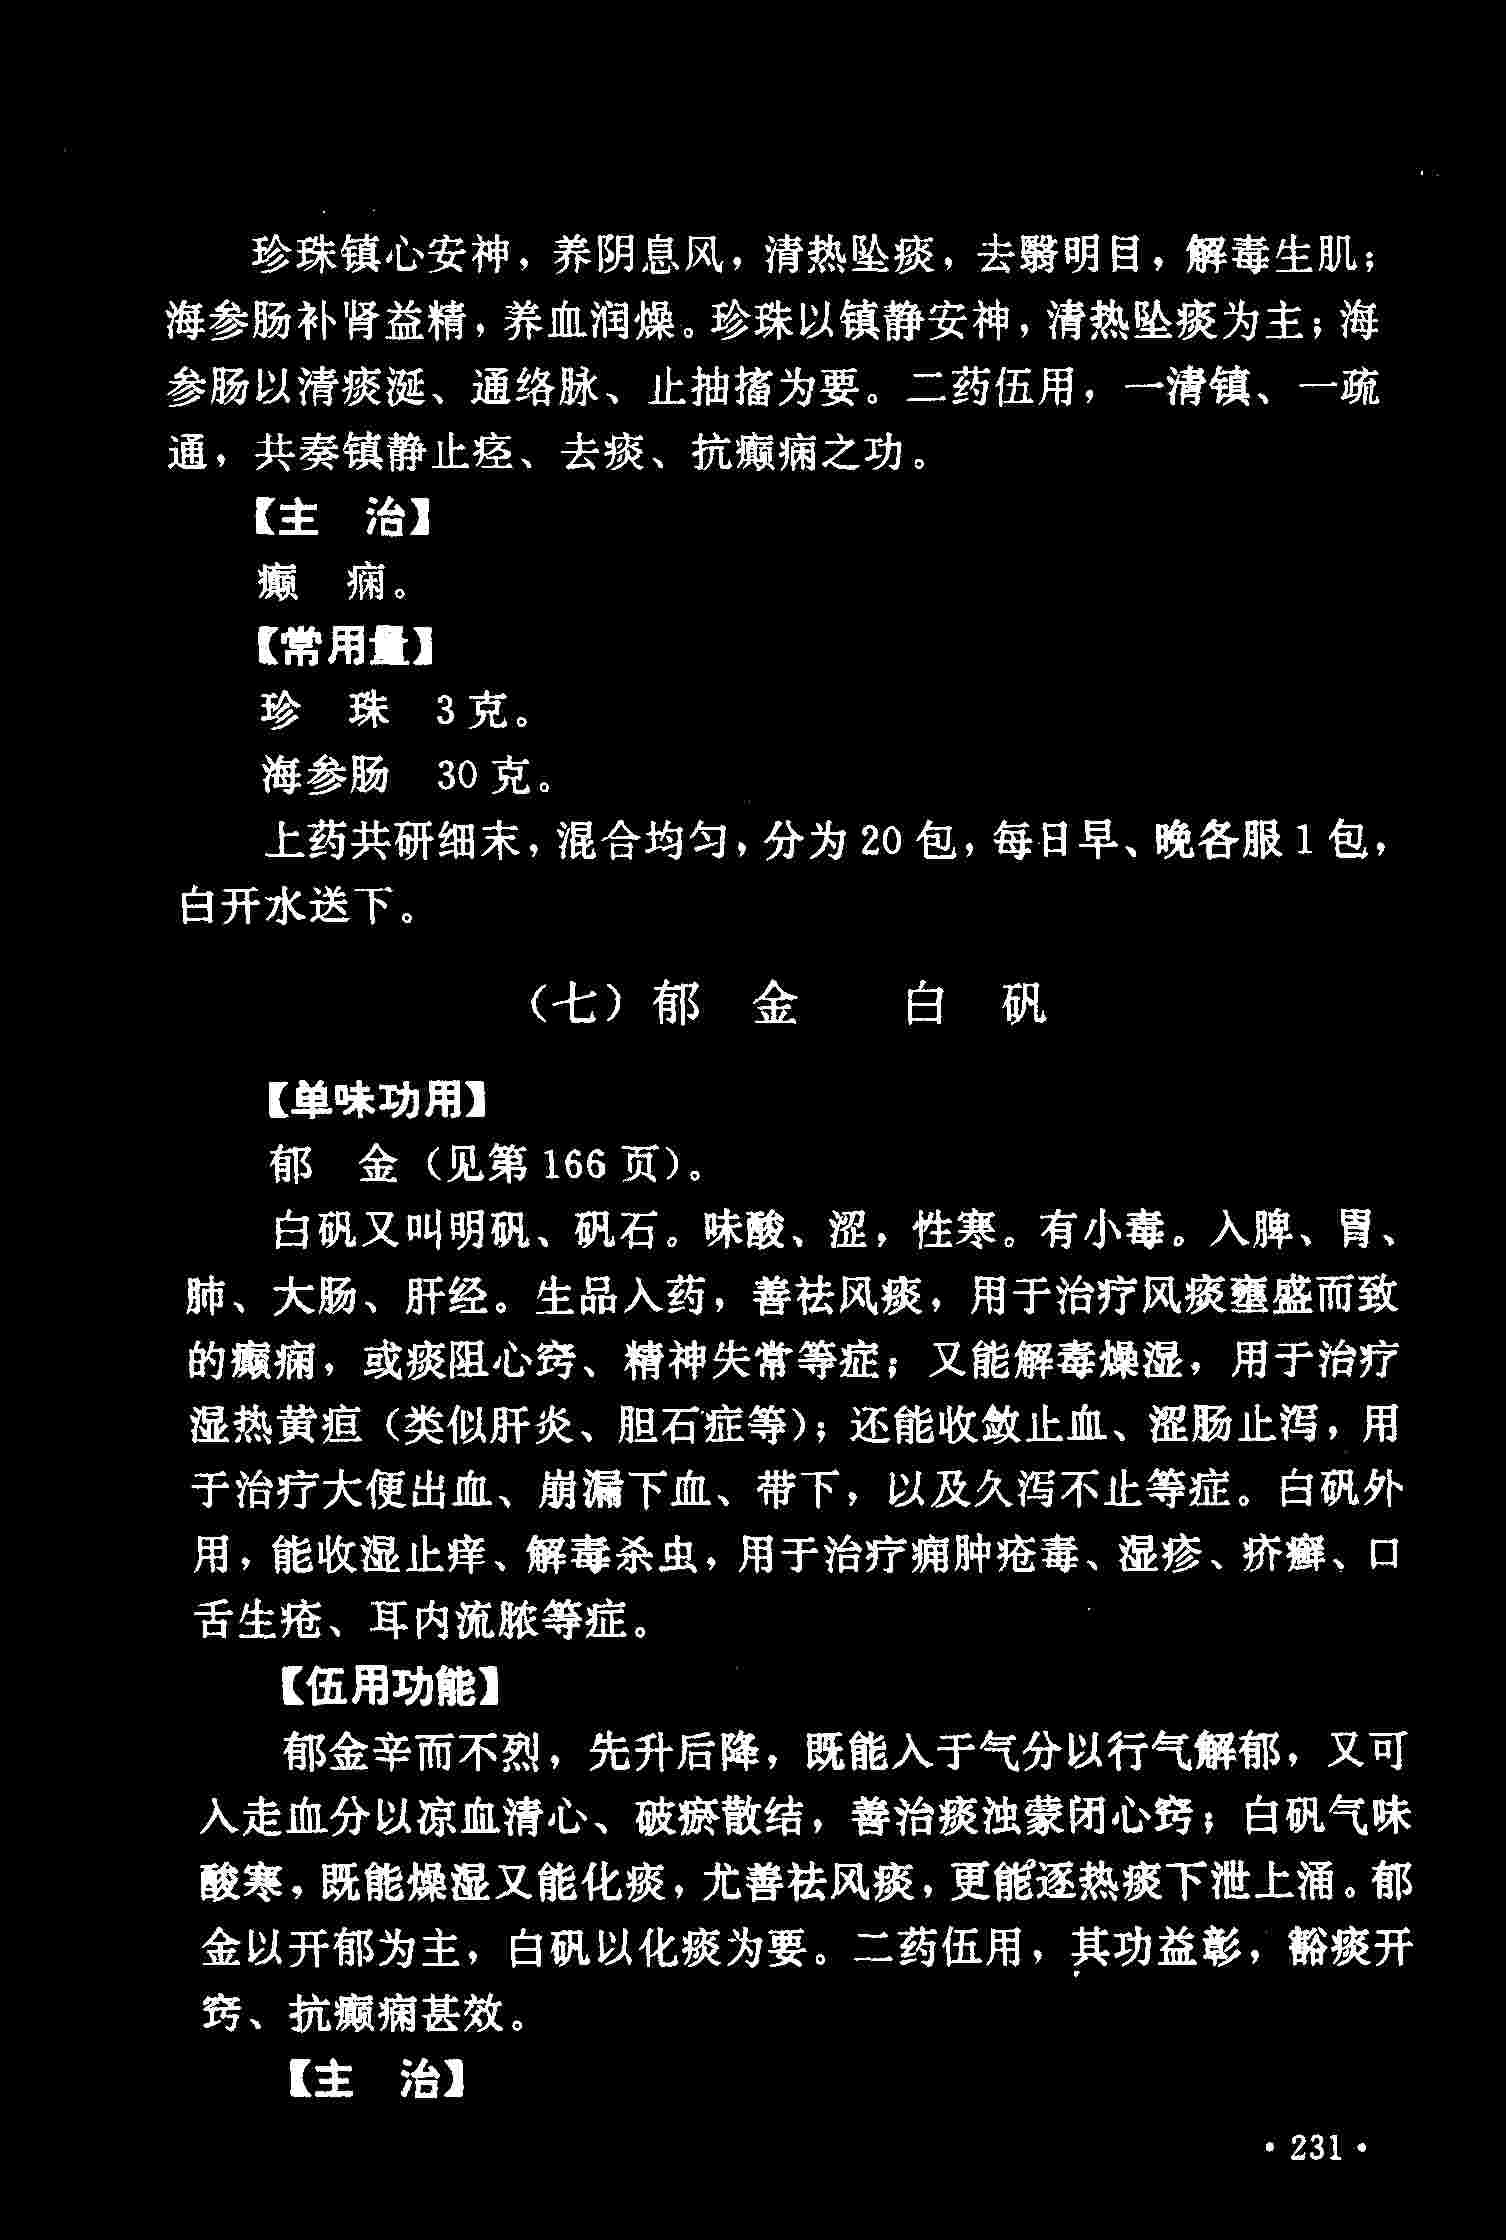 珍珠镇心安神，养阴息风，清热坠痰，去翳明目，解毒生肌；
海参肠补肾益精，养血润燥。珍珠以镇静安神，清热坠痰为主；海
参肠以清痰涎、通络脉、止抽搐为要。二药伍用，一清镇、一疏
通，共奏镇静止痉、去痰、抗癫痫之功。
【主　治】
癫　痫。
【常用量】
珍　珠　3克。
海参肠　30克。
上药共研细末，混合均匀，分为20包，每日早、晚各服1包，
白开水送下。
（七）郁　金　　白　矾
【单味功用】
郁　金（见第166页）。
白矾又叫明矾、矾石。味酸、涩，性寒。有小毒。入脾、胃、
肺、大肠、肝经。生品入药，善祛风痰，用于治疗风痰壅盛而致
的癫痫，或痰阻心窍、精神失常等症；又能解毒燥湿，用于治疗
湿热黄疸（类似肝炎、胆石症等）；还能收敛止血、涩肠止泻，用
于治疗大便出血、崩漏下血、带下，以及久泻不止等症。白矾外
用，能收湿止痒、解毒杀虫，用于治疗痈肿疮毒、湿疹、疥癣、口
舌生疮、耳内流脓等症。
【伍用功能】
郁金辛而不烈，先升后降，既能入于气分以行气解郁，又可
入走血分以凉血清心、破瘀散结，善治痰浊蒙闭心窍；白矾气味
酸寒，既能燥湿又能化痰，尤善祛风痰，更能逐热痰下泄上涌。郁
金以开郁为主，白矾以化痰为要。二药伍用，其功益彰，豁痰开
窍、抗癫痫甚效。
【主　治】
·231·